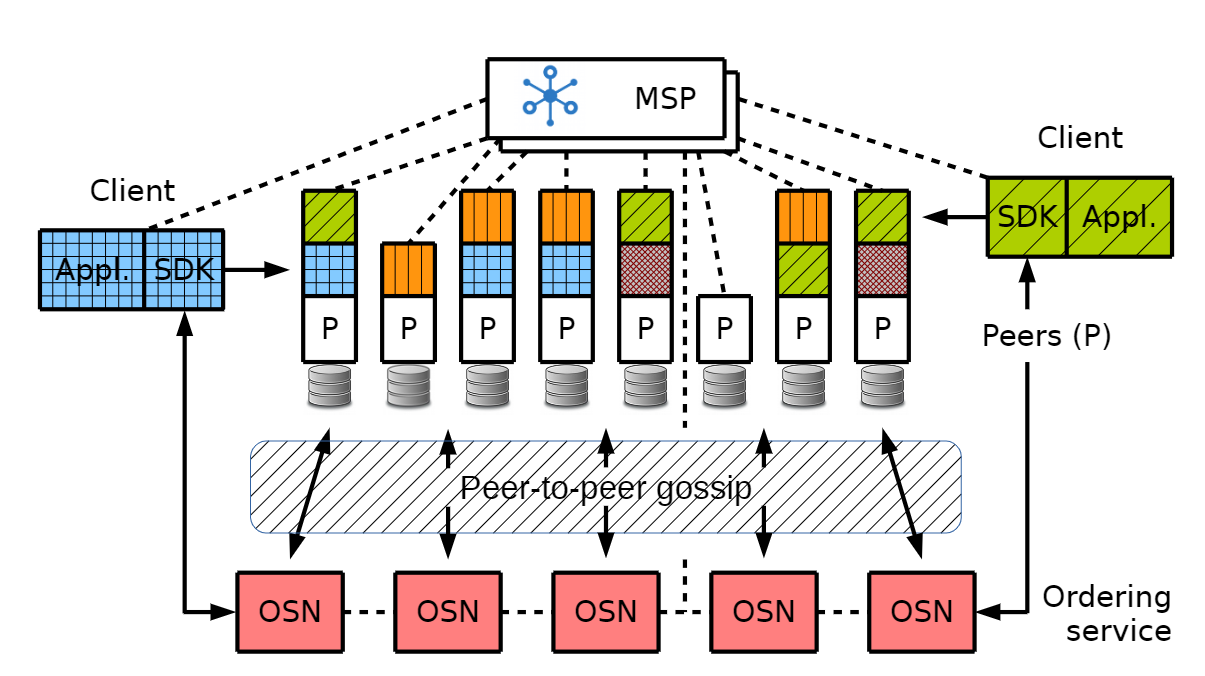 MSP
Client
Client
SDK Appl.
Appl. SDK
P P P P P P P P
Peers (P)
Peer-to-peer gossip
OSN OSN OSN OSN OSN
Ordering
service